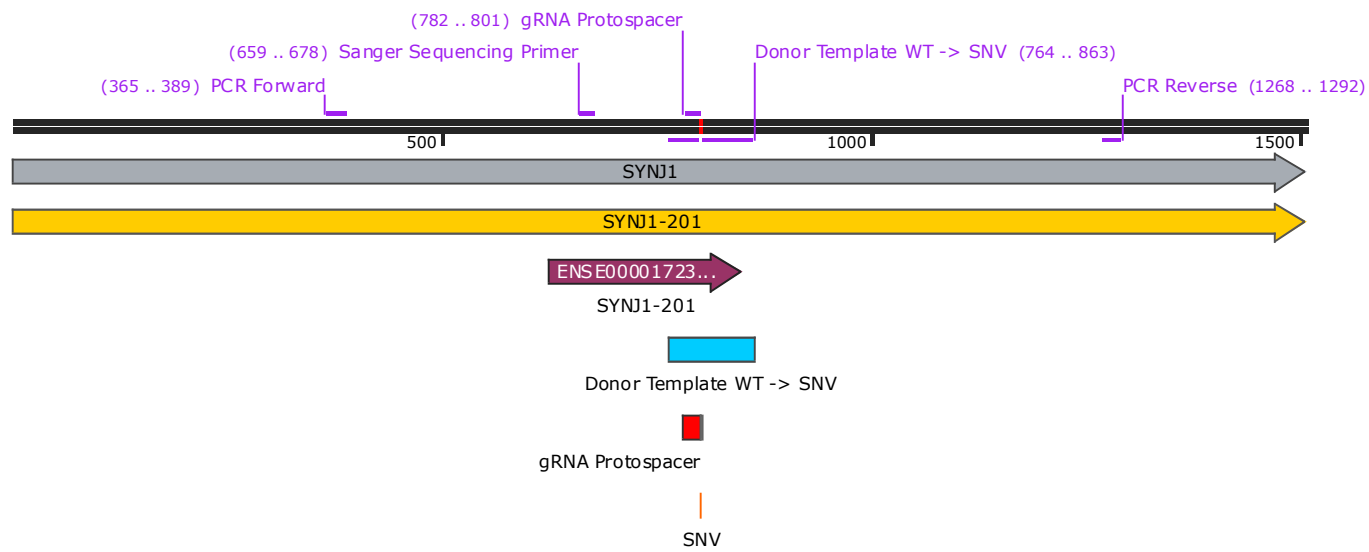 (782 .. 801) gRNA Protospacer
(659 .. 678) Sanger Sequencing Primer
Donor Template WT -> SNV (764 .. 863)
(365 .. 389) PCR Forward
PCR Reverse (1268 .. 1292)
500
1000
1500
SYNJ1
SYNJ1-201
ENSE00001723...
SYNJ1-201
Donor Template WT -> SNV
gRNA Protospacer
SNV